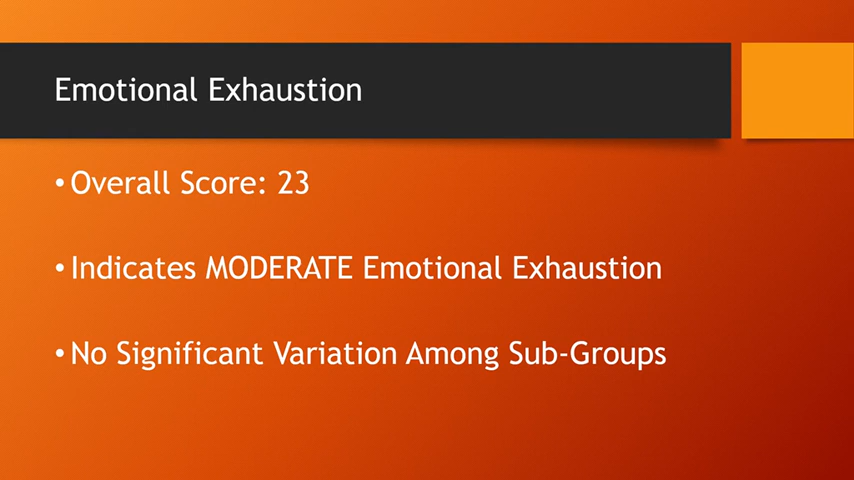 Emotional Exhaustion
• Overall Score: 23
• Indicates MODERATE Emotional Exhaustion
• No Significant Variation Among Sub-Groups